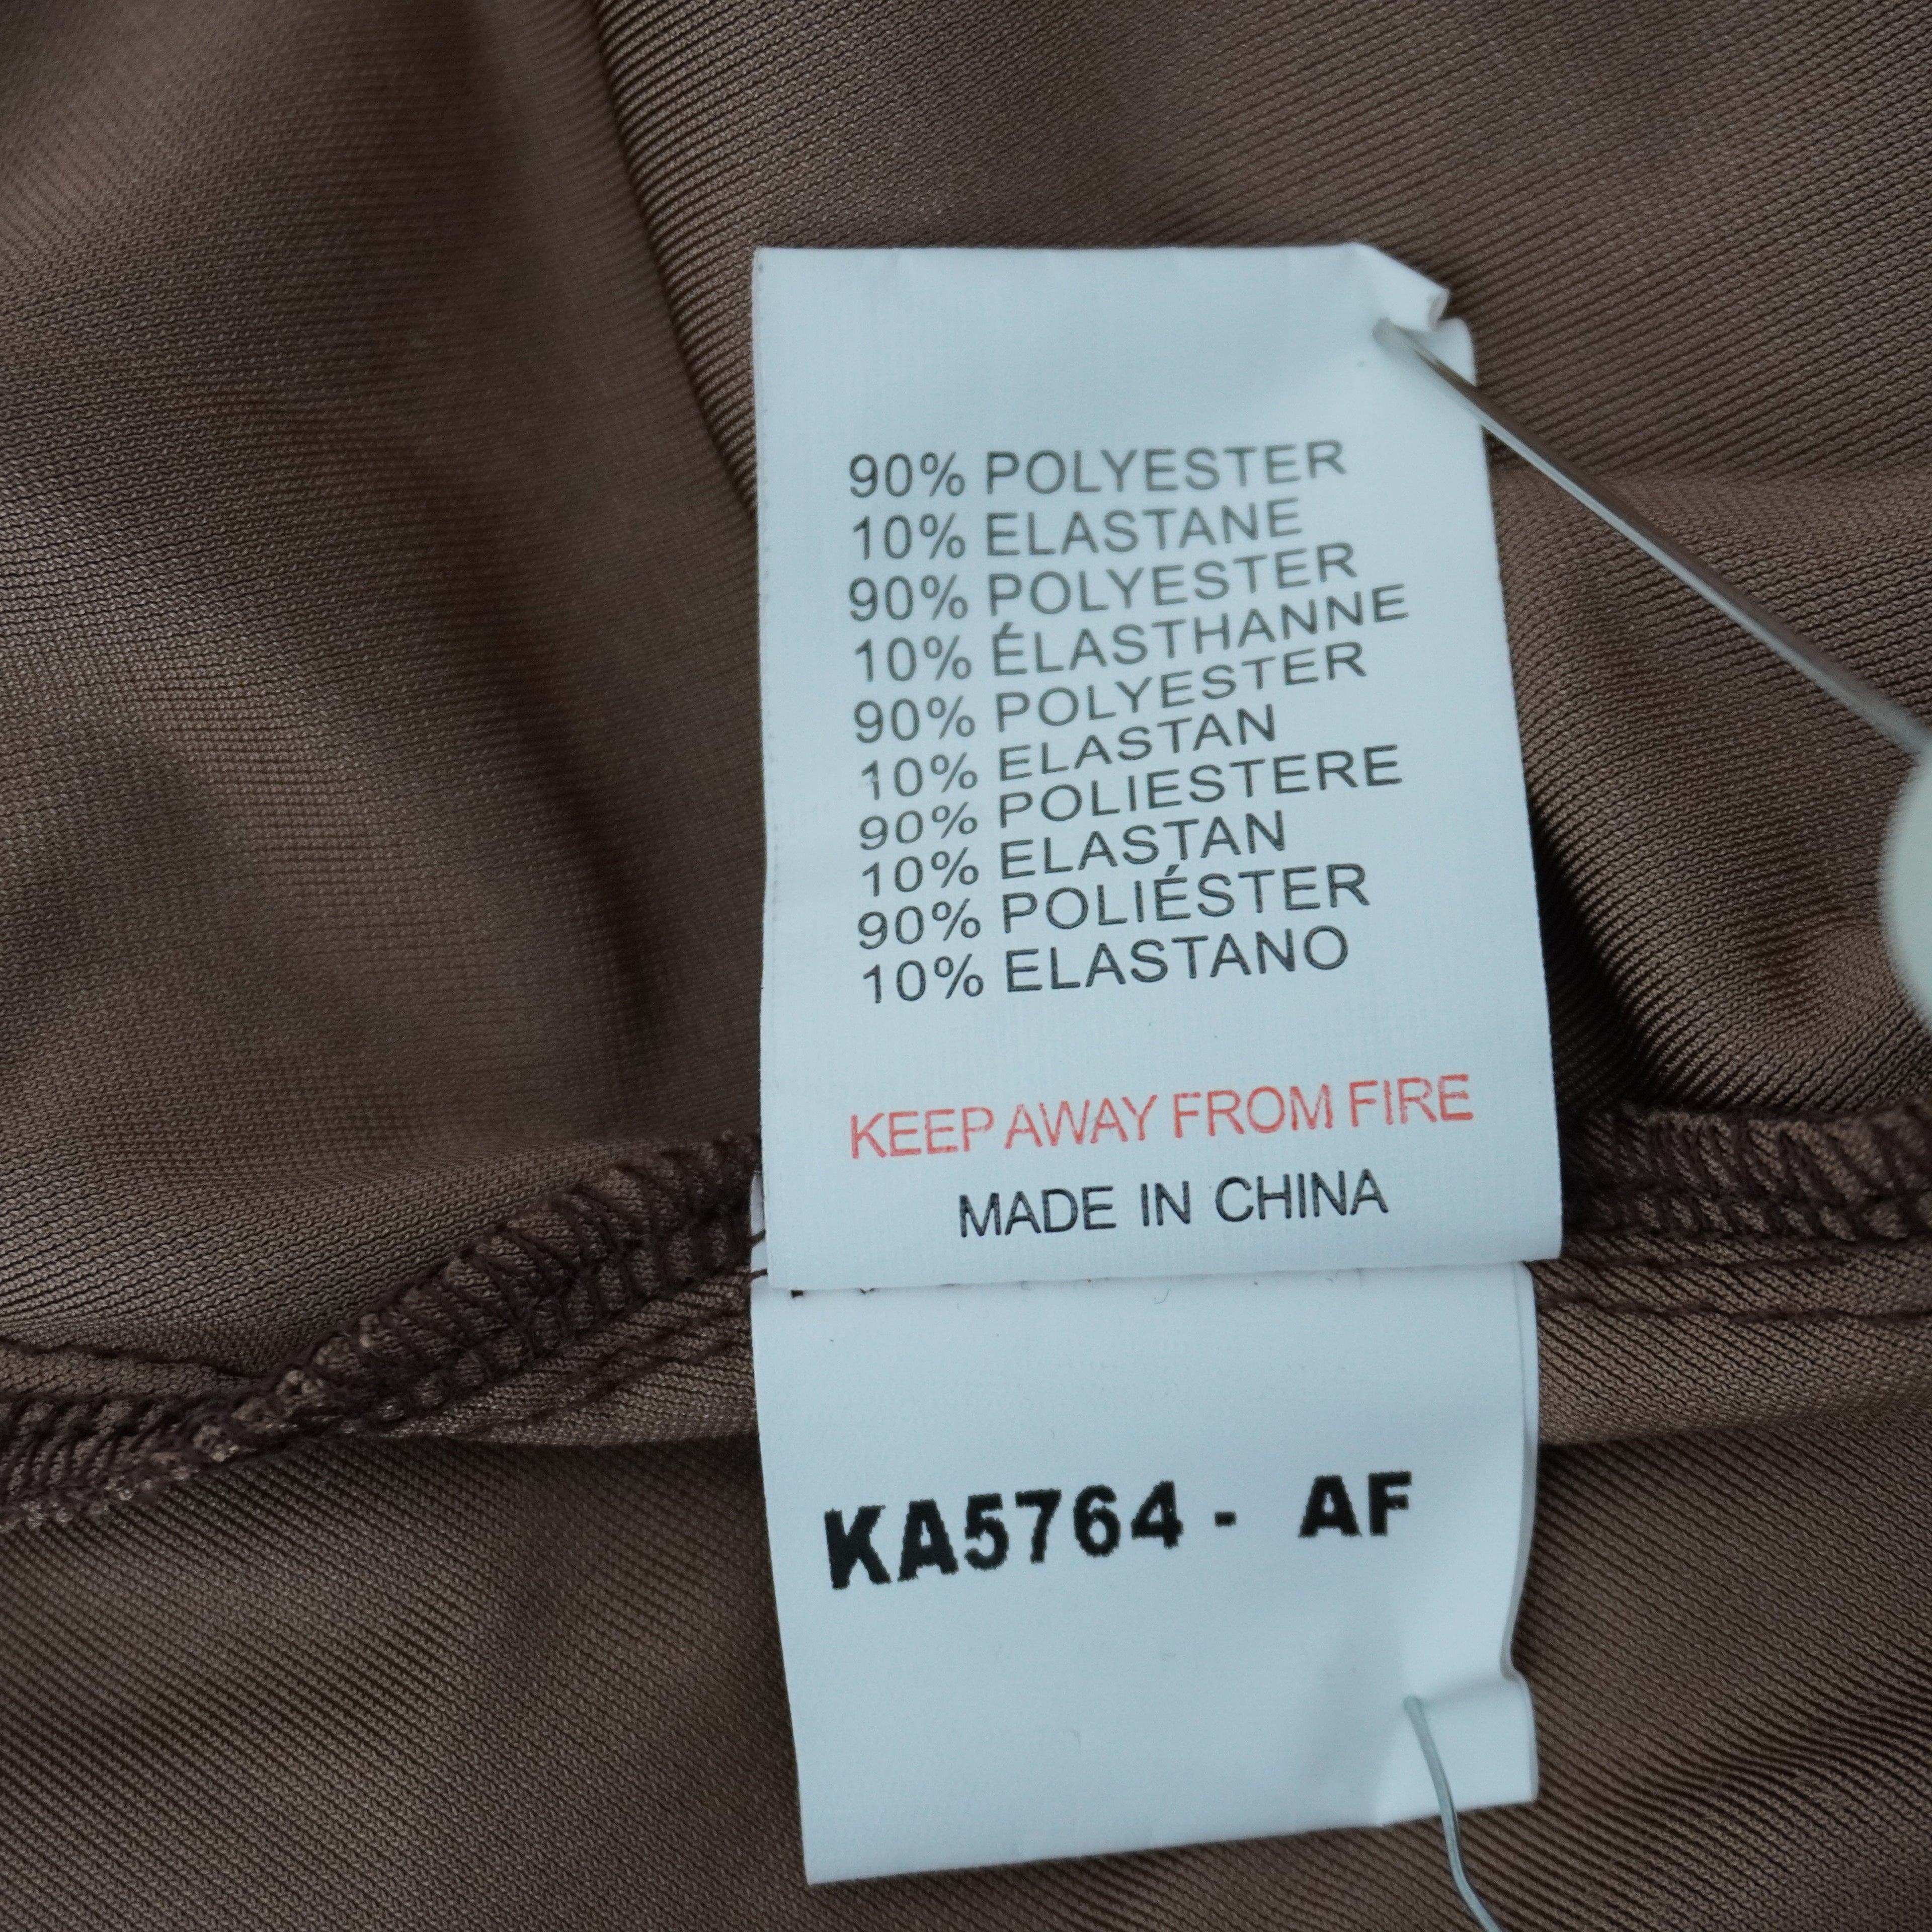 90% POLYESTER
10% ELASTANE
90% POLYESTER
10% ÉLASTHANNE
90% POLYESTER
10% ELASTAN
90% POLIESTERE
10% ELASTAN
90% POLIÉSTER
10% ELASTANO
KEEP AWAY FROM FIRE
MADE IN CHINA
KA5764 - AF